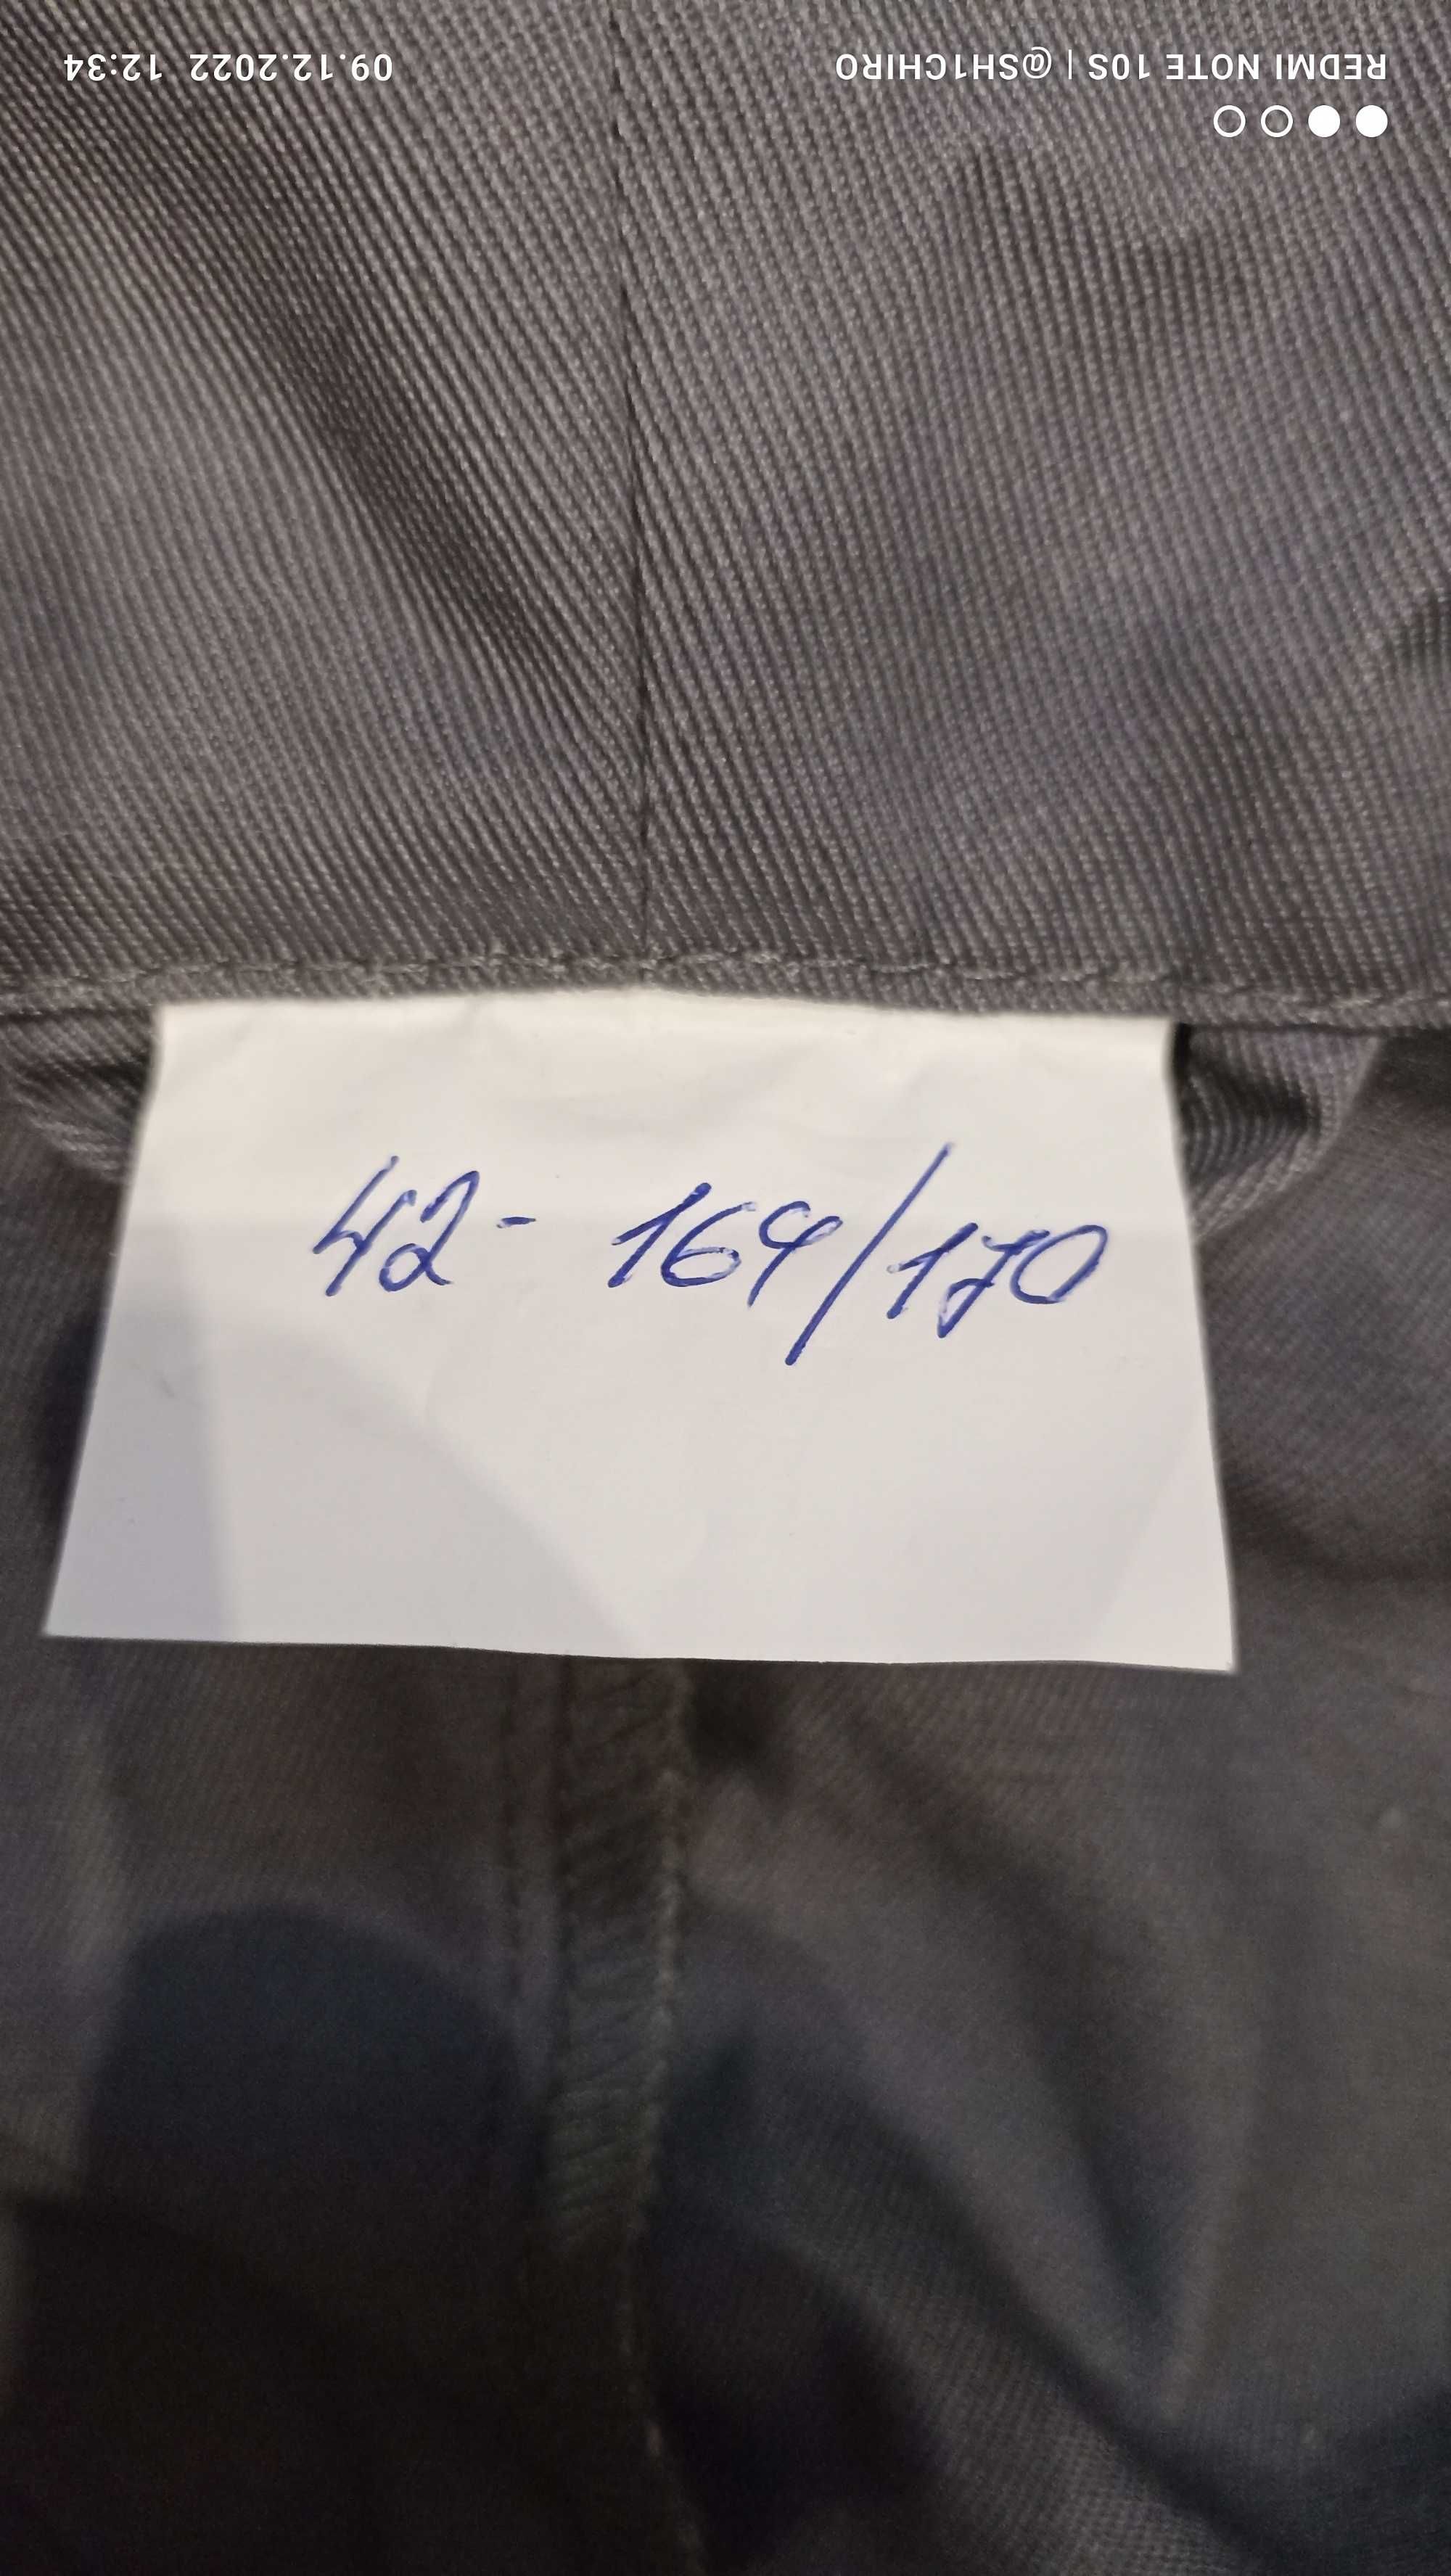 42- 164/170
REDMI NOTE 10S | @SH1CHIRO
09.12.2022 12:34